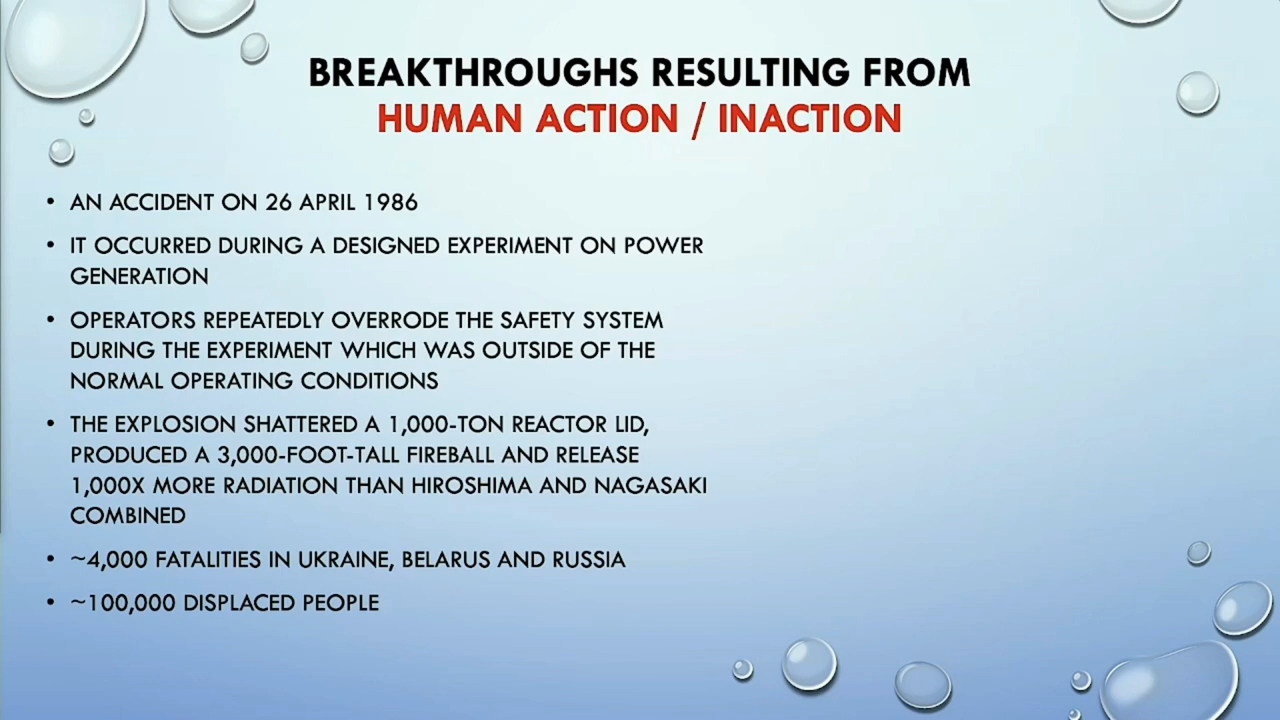 BREAKTHROUGHS RESULTING FROM
HUMAN ACTION / INACTION
• AN ACCIDENT ON 26 APRIL 1986
• IT OCCURRED DURING A DESIGNED EXPERIMENT ON POWER
GENERATION
• OPERATORS REPEATEDLY OVERRODE THE SAFETY SYSTEM
DURING THE EXPERIMENT WHICH WAS OUTSIDE OF THE
NORMAL OPERATING CONDITIONS
• THE EXPLOSION SHATTERED A 1,000-TON REACTOR LID,
PRODUCED A 3,000-FOOT-TALL FIREBALL AND RELEASE
1,000X MORE RADIATION THAN HIROSHIMA AND NAGASAKI
COMBINED
• ~4,000 FATALITIES IN UKRAINE, BELARUS AND RUSSIA
• ~100,000 DISPLACED PEOPLE